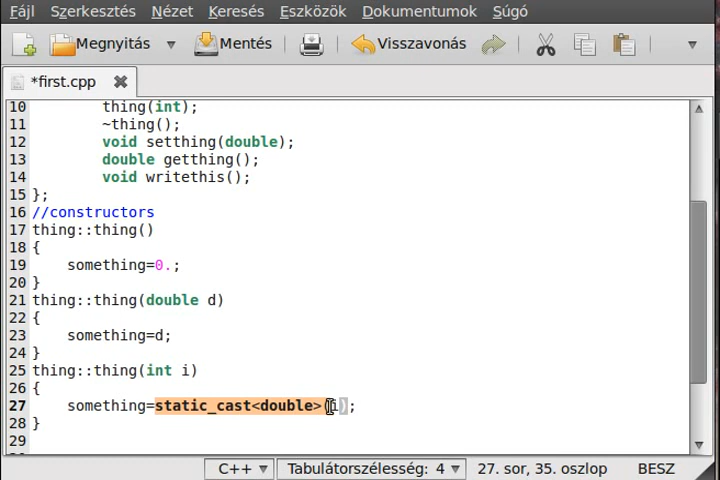 Fájl Szerkesztés Nézet Keresés Eszközök Dokumentumok Súgó
Megnyitás Mentés Visszavonás
*first.cpp
10 thing(int);
11 ~thing();
12 void setthing(double);
13 double getthing();
14 void writethis();
15 };
16 //constructors
17 thing::thing()
18 {
19 something=0.;
20 }
21 thing::thing(double d)
22 {
23 something=d;
24 }
25 thing::thing(int i)
26 {
27 something=static_cast<double>(i);
28 }
29
C++ Tabulátorszélesség: 4 27. sor, 35. oszlop BESZ